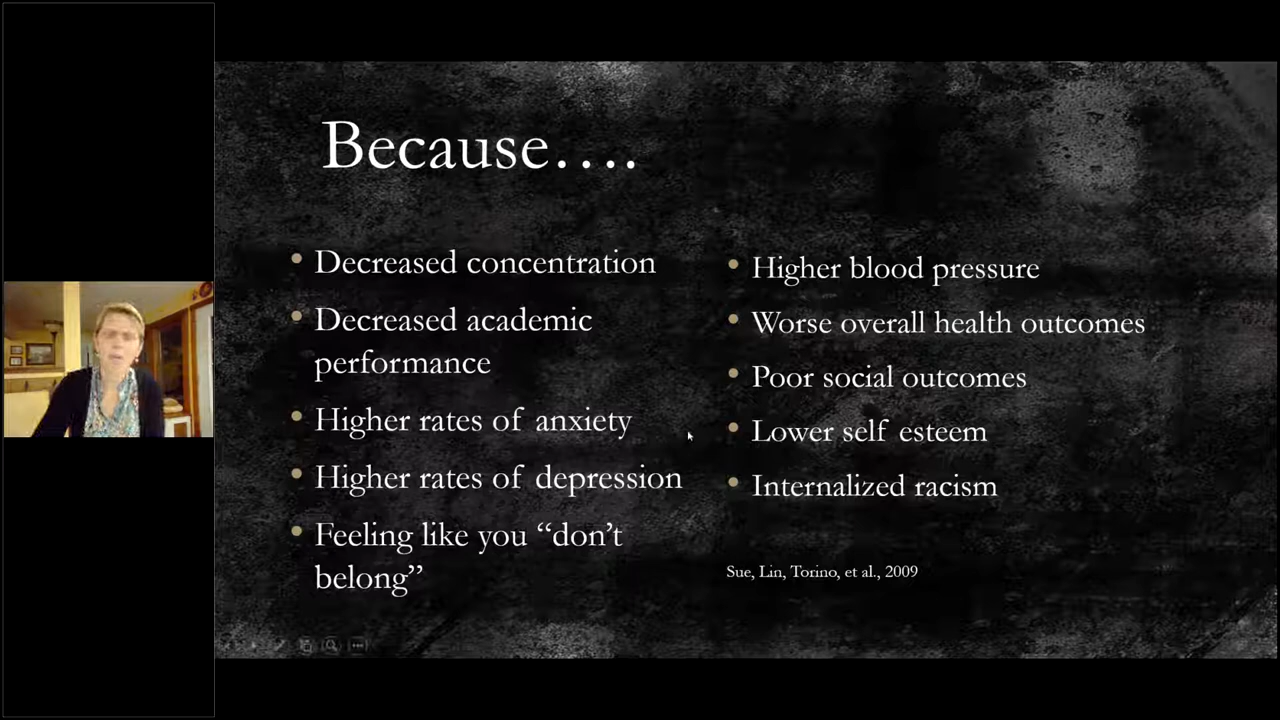 Because….
• Decreased concentration
• Decreased academic
performance
• Higher rates of anxiety
• Higher rates of depression
• Feeling like you “don’t
belong”
• Higher blood pressure
• Worse overall health outcomes
• Poor social outcomes
• Lower self esteem
• Internalized racism
Sue, Lin, Torino, et al., 2009